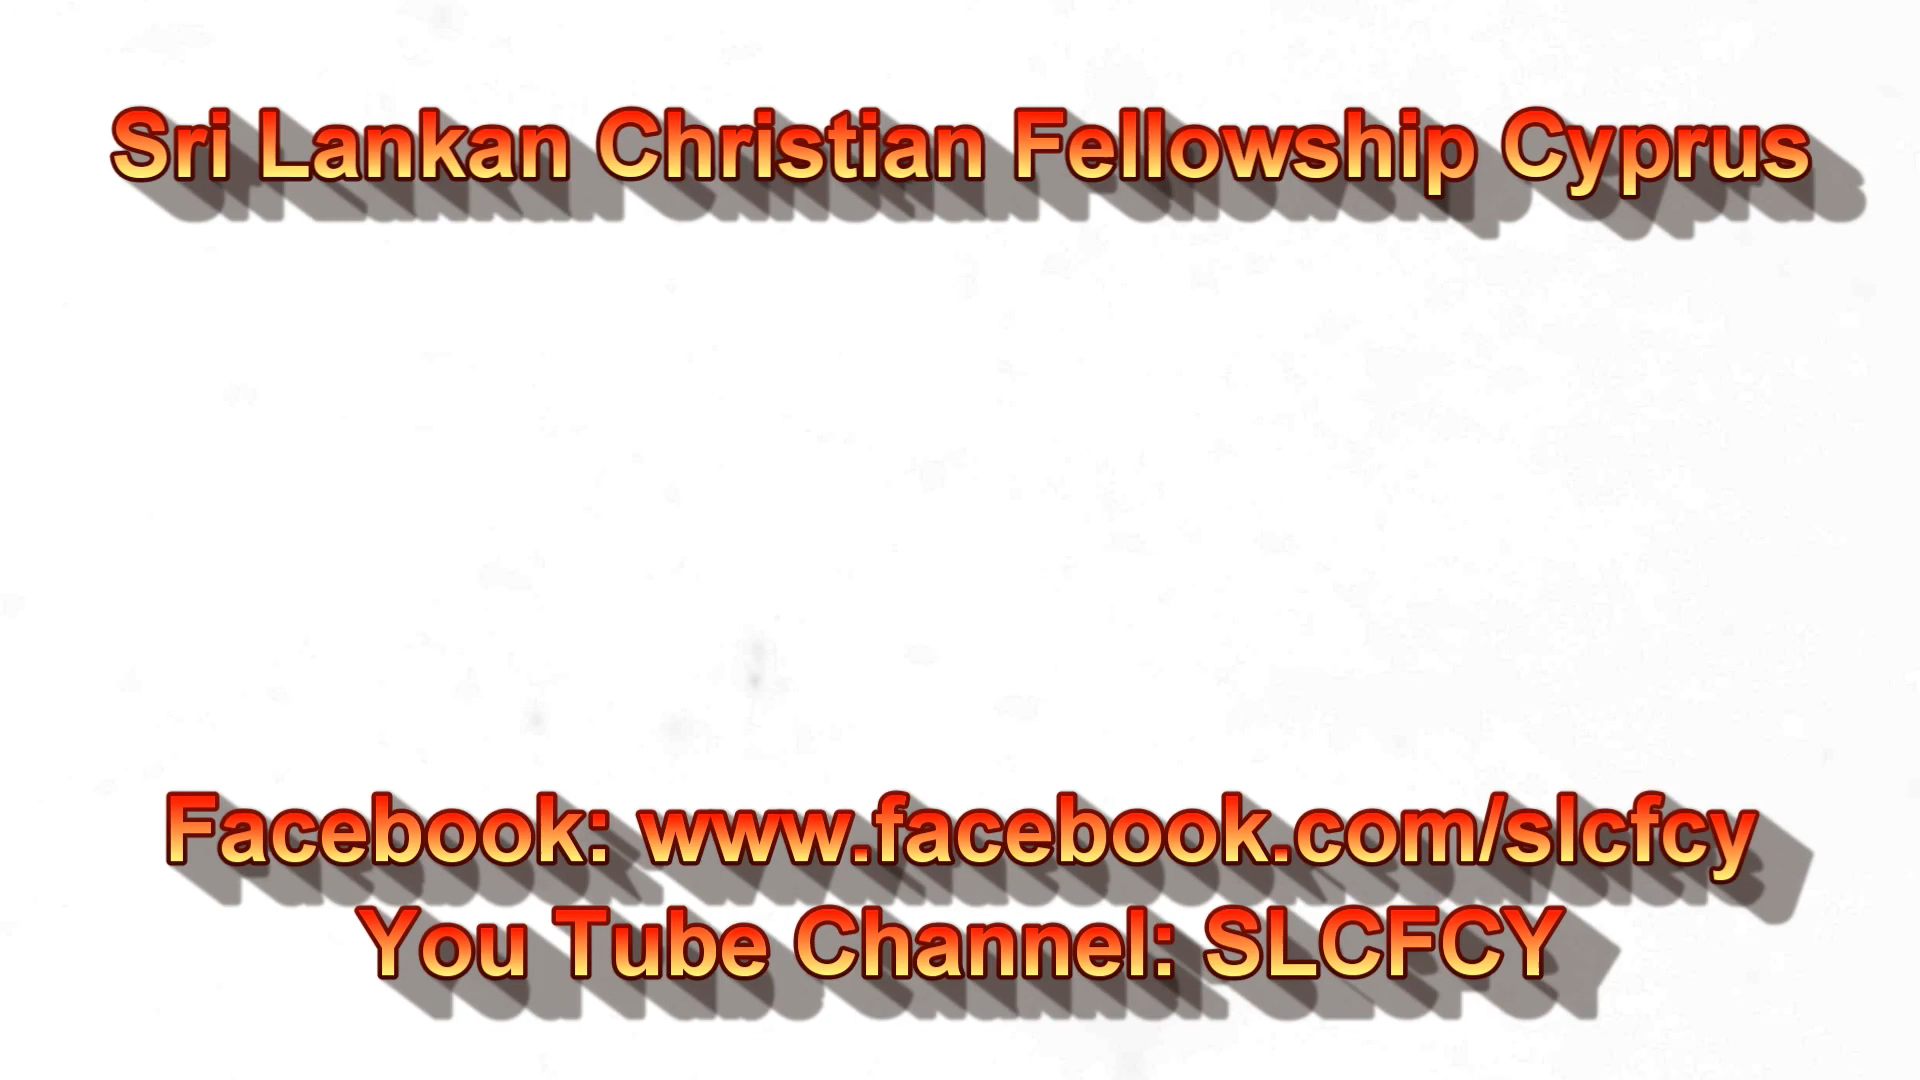 Sri Lankan Christian Fellowship Cyprus
Facebook: www.facebook.com/slcfcy
You Tube Channel: SLCFCY